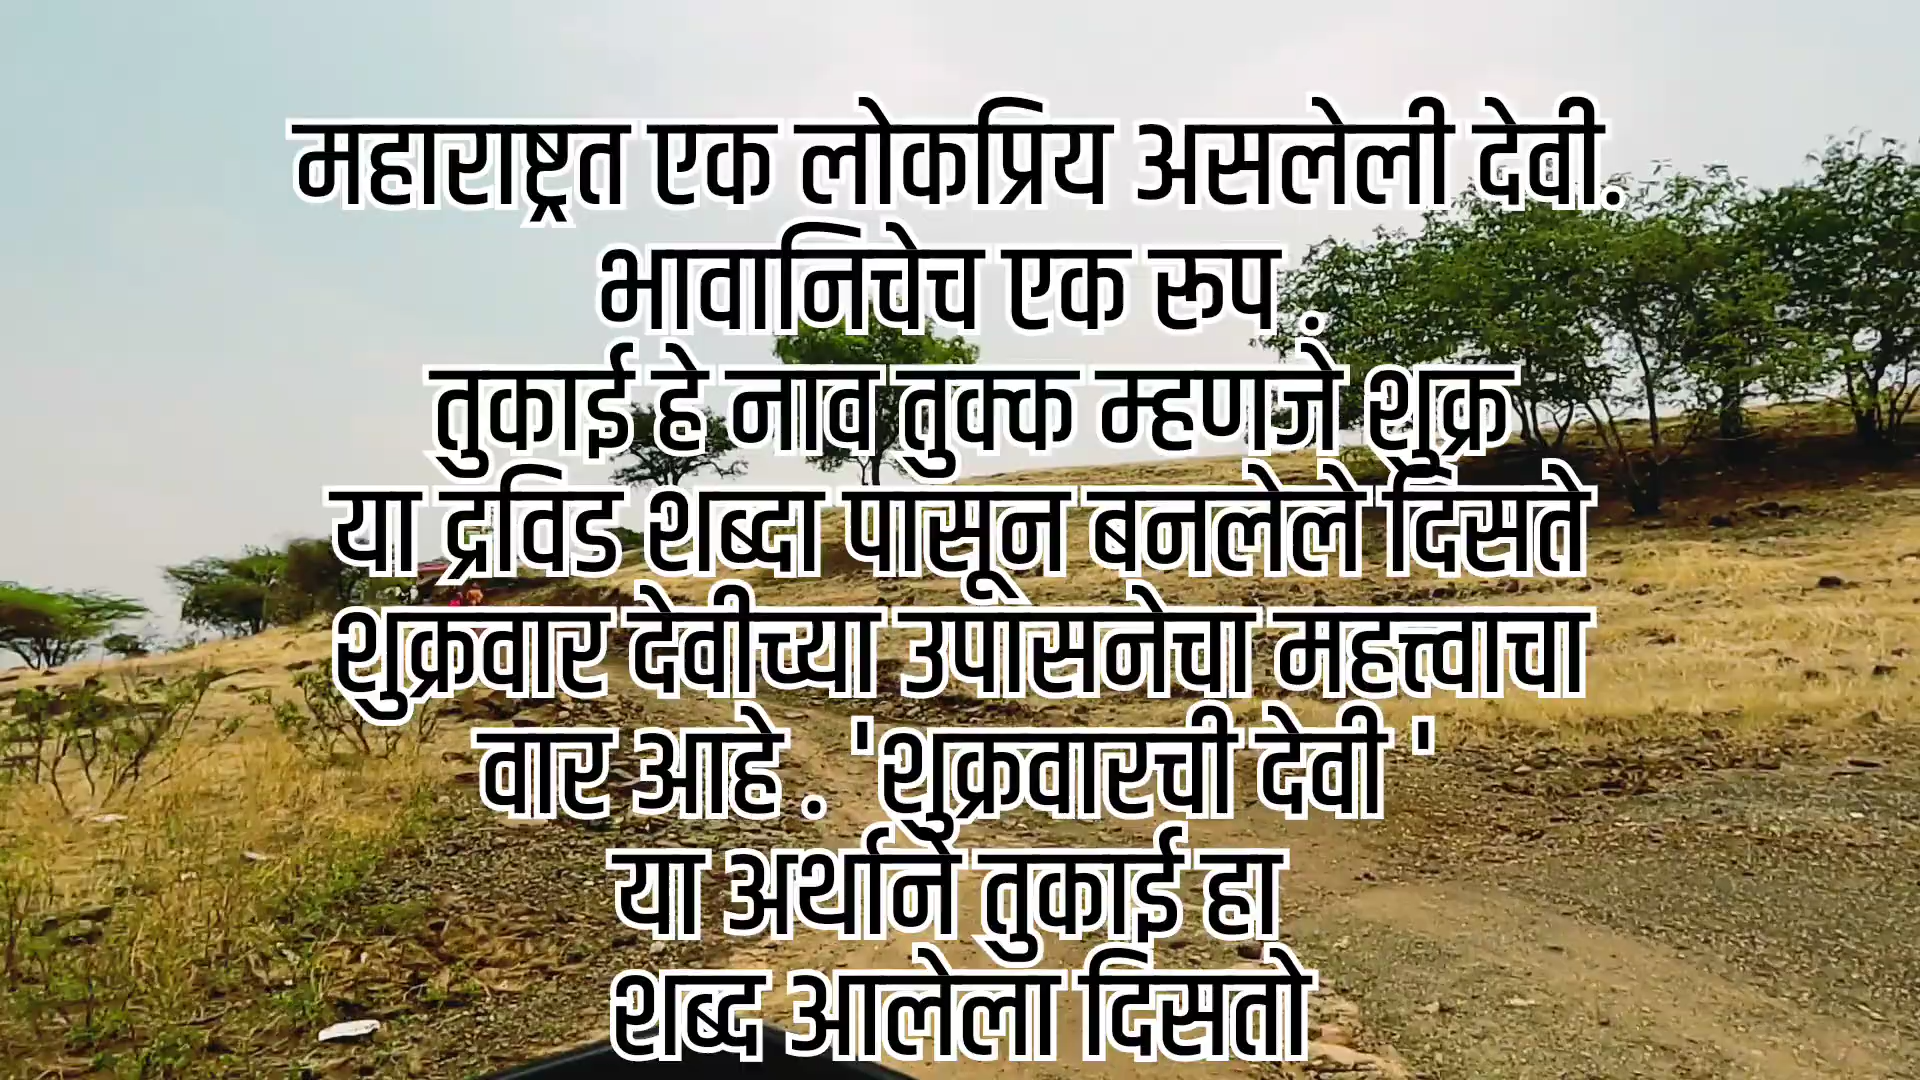 महाराष्ट्रत एक लोकप्रिय असलेली देवी.
भावानिचेच एक रूप .
तुकाई हे नाव तुक्क म्हणजे शुक्र
या द्रविड शब्दा पासून बनलेले दिसते
शुक्रवार देवीच्या उपासनेचा महत्त्वाचा
वार आहे . 'शुक्रवारची देवी '
या अर्थाने तुकाई हा
शब्द आलेला दिसतो